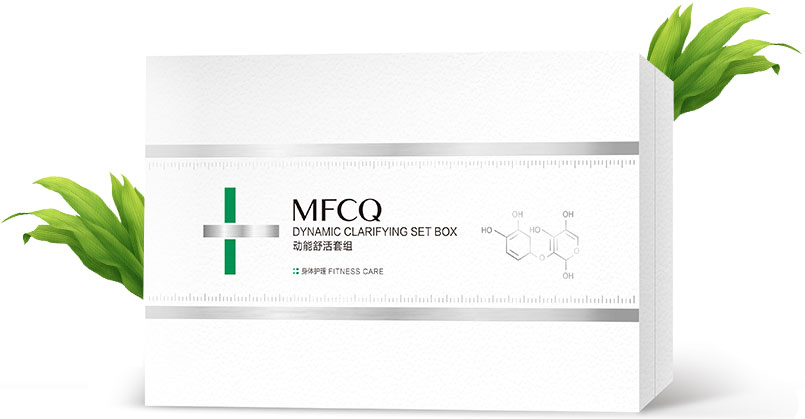 MFCQ
DYNAMIC CLARIFYING SET BOX
动能舒活套组
身体护理 FITNESS CARE
OH
HO
OH
HO
O
O
OH
OH